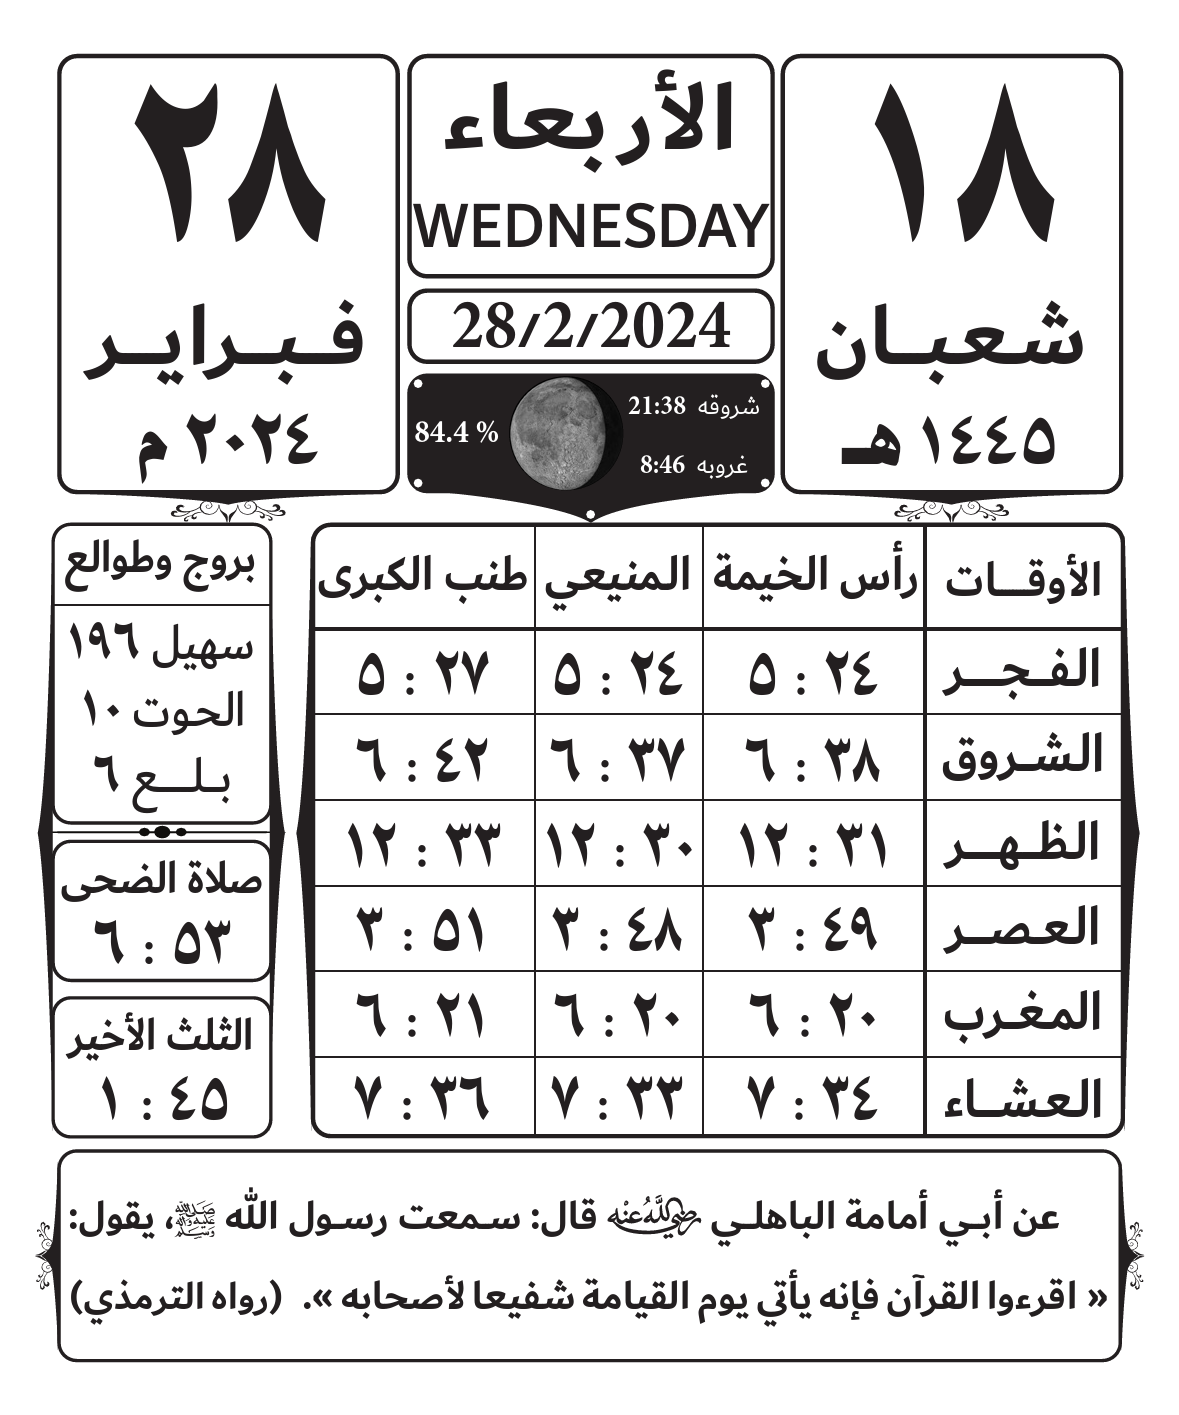 ١٨
شعبان
١٤٤٥ هـ
الأربعاء
WEDNESDAY
28/2/2024
شروقه 21:38
غروبه 8:46
84.4 %
٢٨
فبراير
٢٠٢٤ م
الأوقات رأس الخيمة المنيعي طنب الكبرى
الفجر ٥ : ٢٤ ٥ : ٢٤ ٥ : ٢٧
الشروق ٦ : ٣٨ ٦ : ٣٧ ٦ : ٤٢
الظهر ١٢ : ٣١ ١٢ : ٣٠ ١٢ : ٣٣
العصر ٣ : ٤٩ ٣ : ٤٨ ٣ : ٥١
المغرب ٦ : ٢٠ ٦ : ٢٠ ٦ : ٢١
العشاء ٧ : ٣٤ ٧ : ٣٣ ٧ : ٣٦
بروج وطوالع
سهيل ١٩٦
الحوت ١٠
بلع ٦
صلاة الضحى
٦ : ٥٣
الثلث الأخير
١ : ٤٥
عن أبي أمامة الباهلي رضي الله عنه قال: سمعت رسول الله ﷺ، يقول:
« اقرءوا القرآن فإنه يأتي يوم القيامة شفيعا لأصحابه ». (رواه الترمذي)